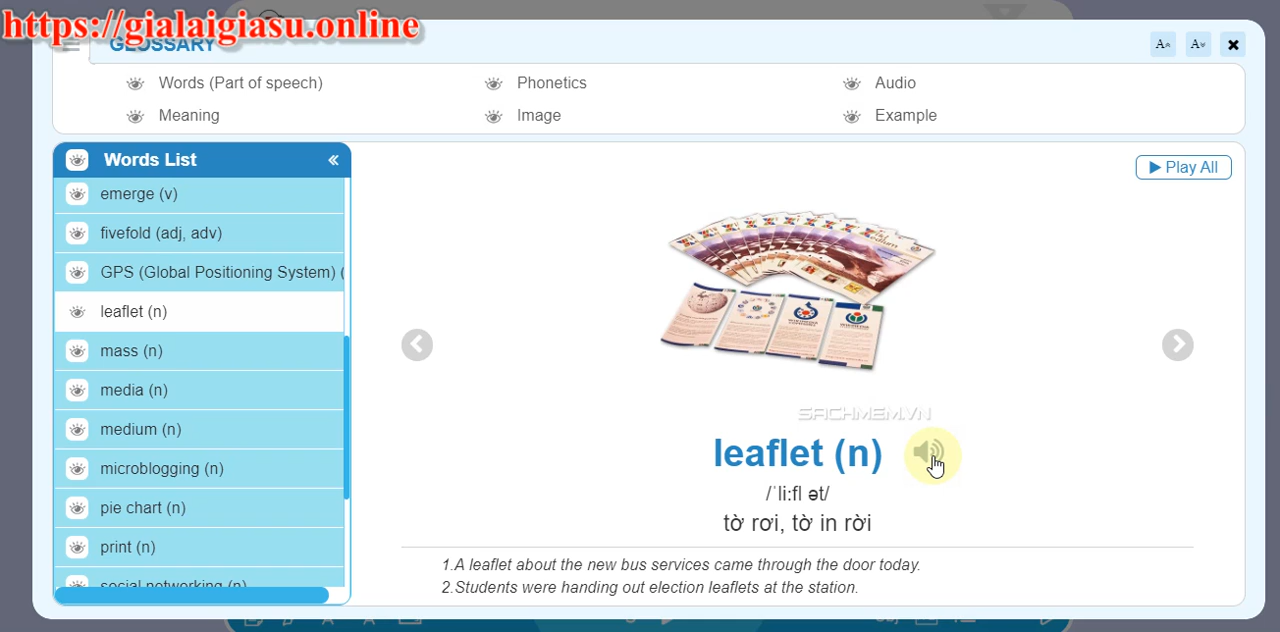 https://gialaigiasu.online
GLOSSARY
A A ×
Words (Part of speech) Phonetics Audio
Meaning Image Example
Words List «
Play All
emerge (v)
fivefold (adj, adv)
GPS (Global Positioning System) (
leaflet (n)
mass (n)
media (n)
medium (n)
microblogging (n)
pie chart (n)
print (n)
social networking (n)
SACHMEM.VN
leaflet (n)
/ˈli:fl ət/
tờ rơi, tờ in rời
1.A leaflet about the new bus services came through the door today.
2.Students were handing out election leaflets at the station.